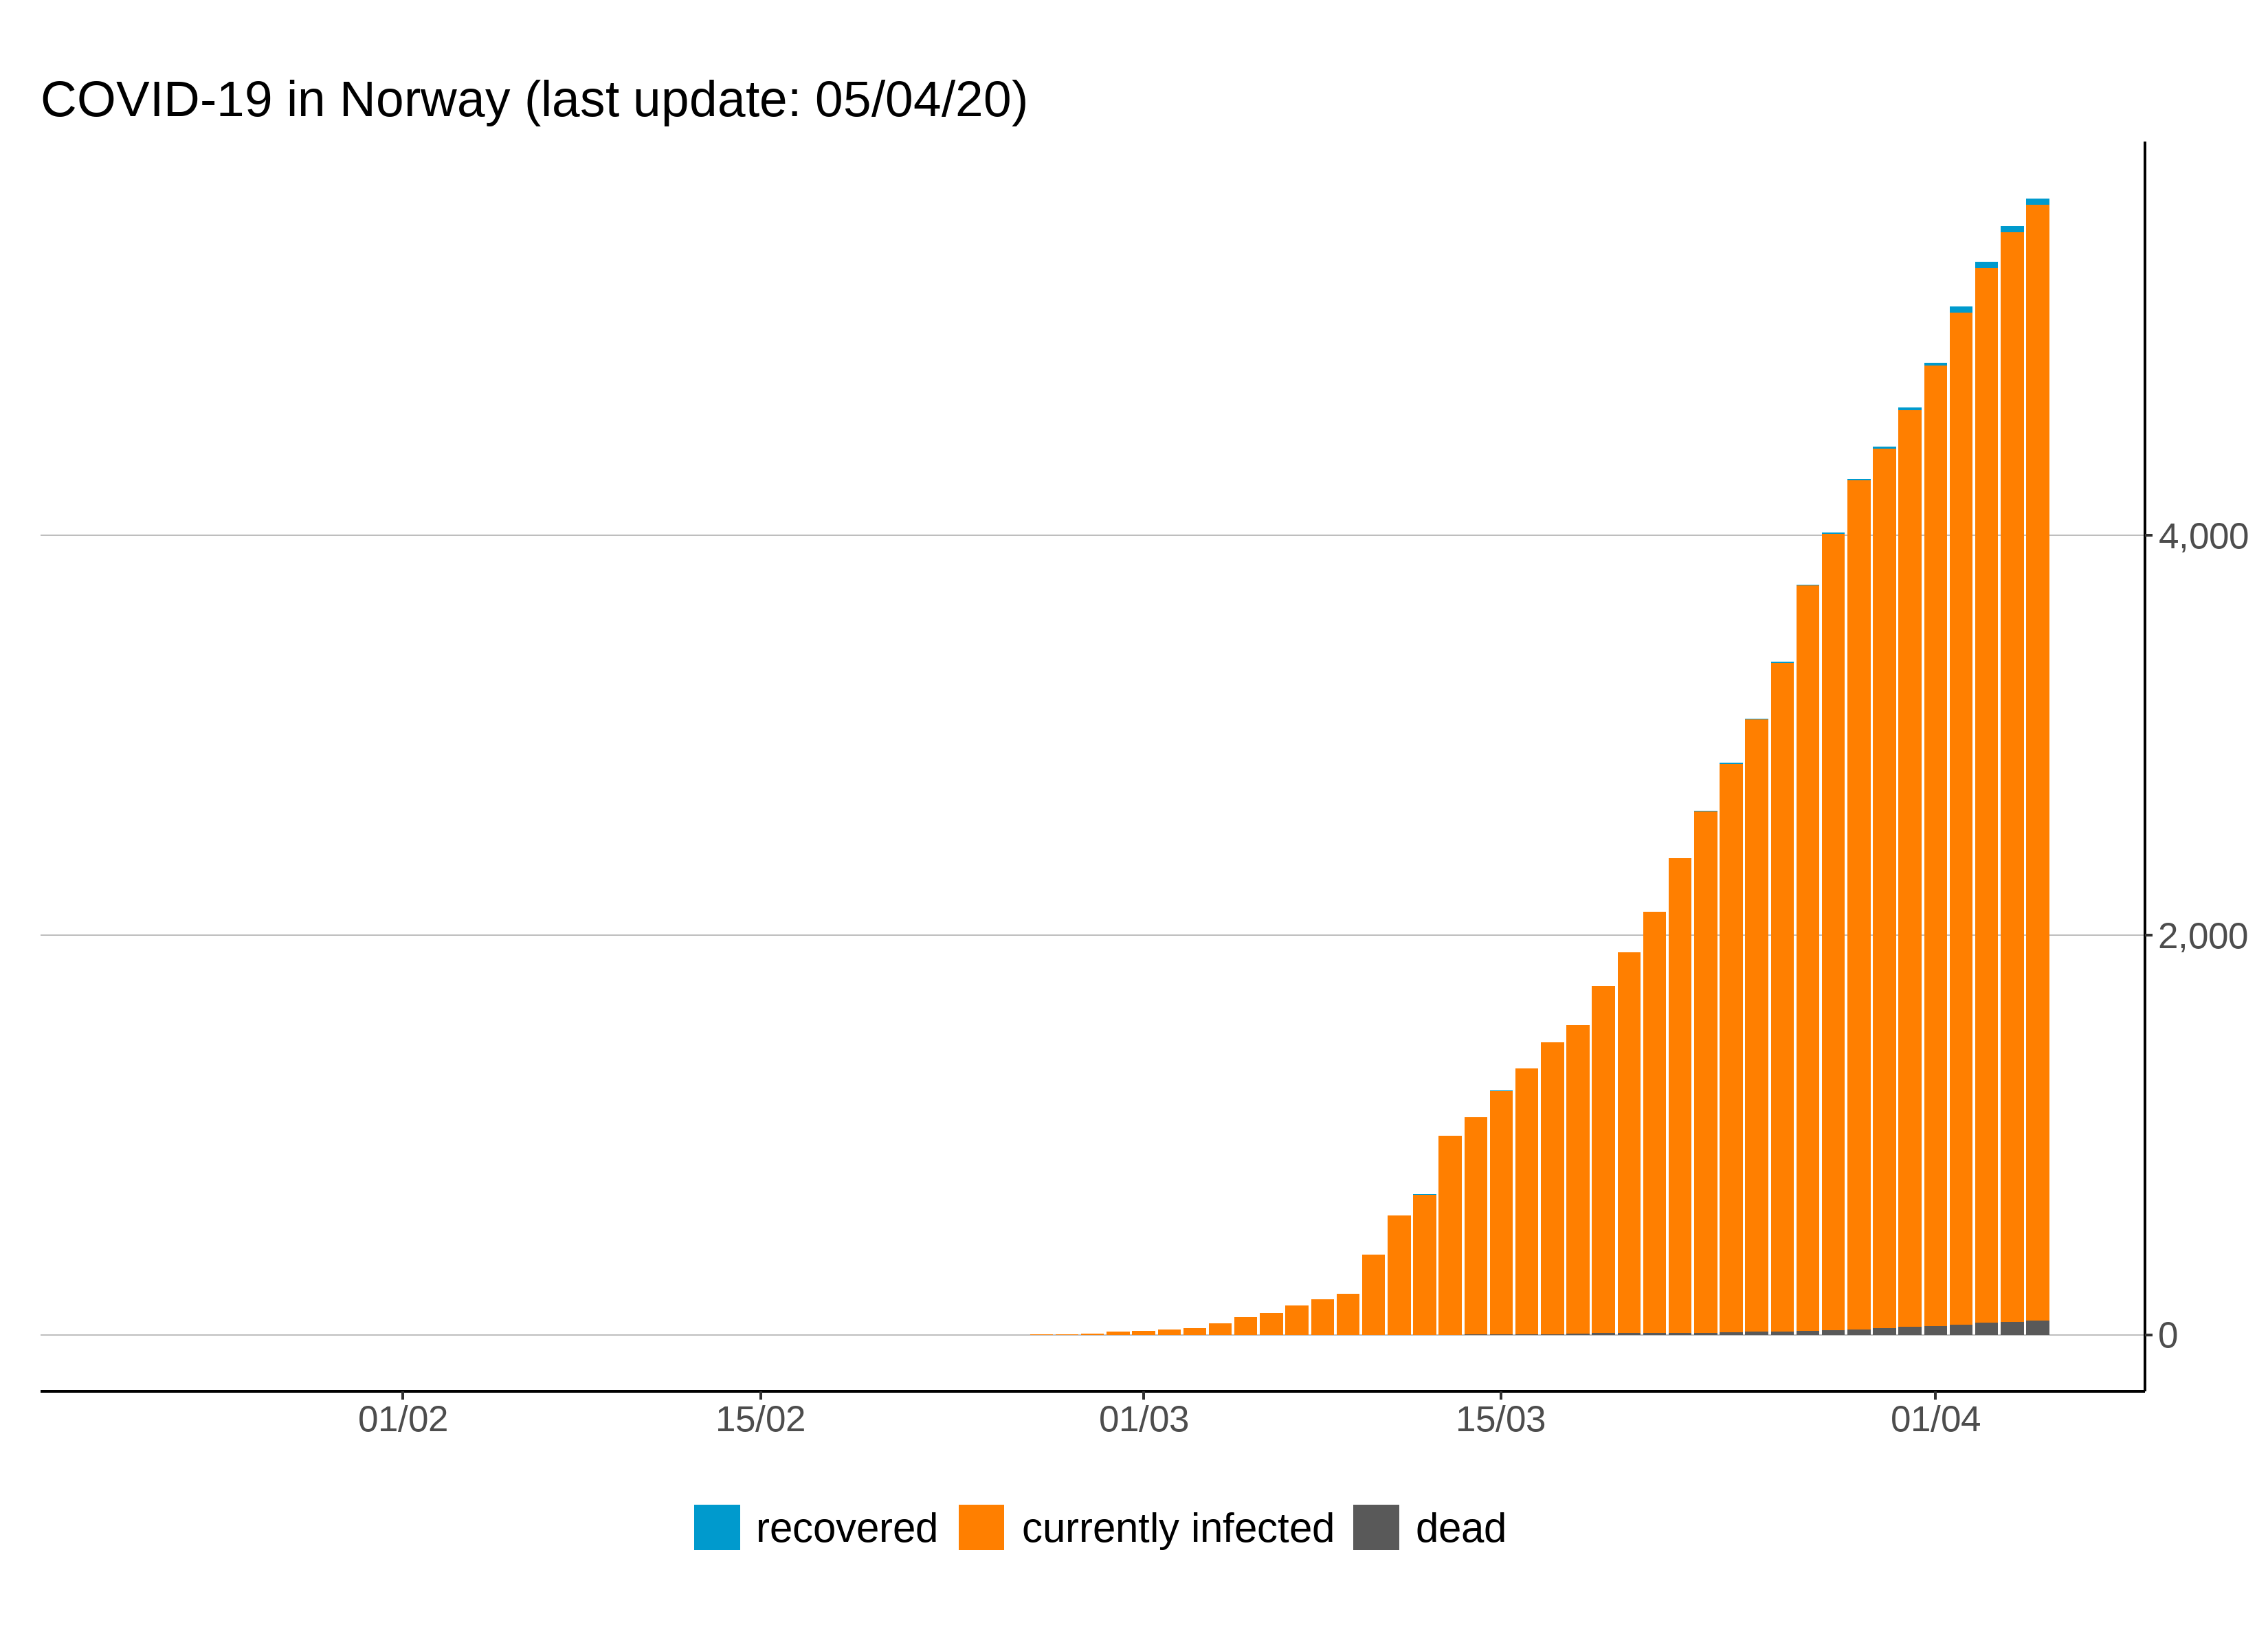 COVID-19 in Norway (last update: 05/04/20)
4,000
2,000
0
01/02 15/02 01/03 15/03 01/04
recovered currently infected dead